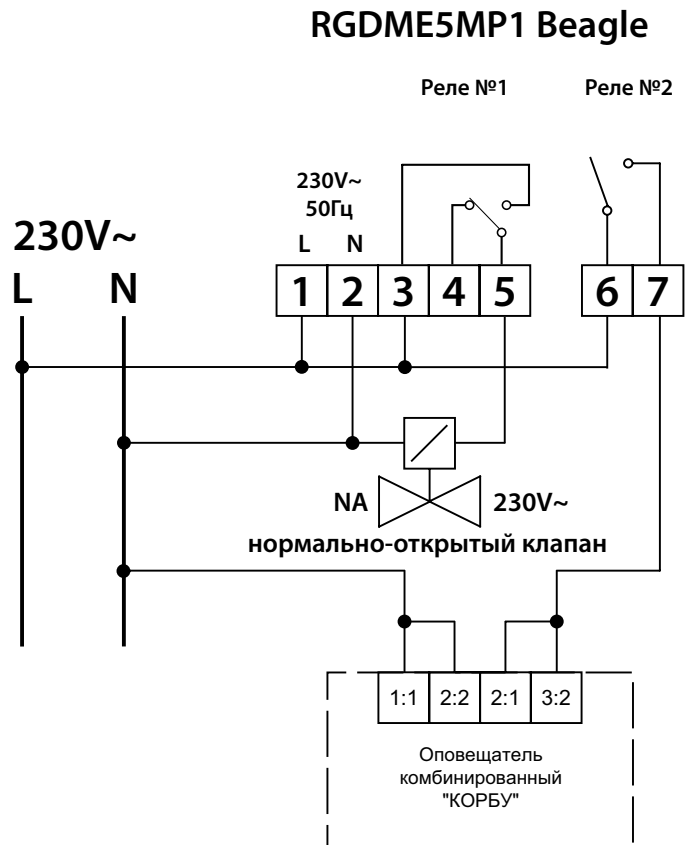 RGDME5MP1 Beagle
Реле №1 Реле №2
230V~
50Гц
L N
230V~
L N
1 2 3 4 5 6 7
NA 230V~
нормально-открытый клапан
1:1 2:2 2:1 3:2
Оповещатель
комбинированный
"КОРБУ"